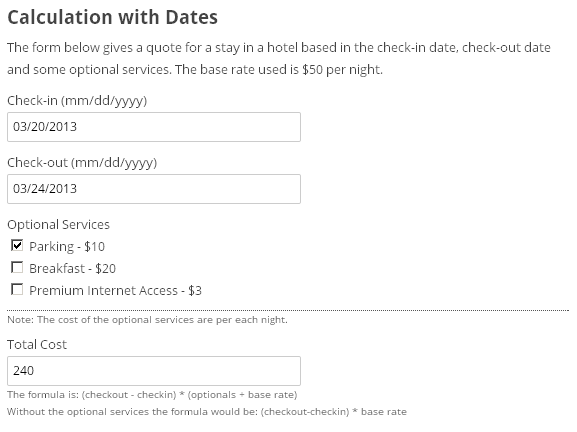 Calculation with Dates
The form below gives a quote for a stay in a hotel based in the check-in date, check-out date
and some optional services. The base rate used is $50 per night.
Check-in (mm/dd/yyyy)
03/20/2013
Check-out (mm/dd/yyyy)
03/24/2013
Optional Services
Parking - $10
Breakfast - $20
Premium Internet Access - $3
Note: The cost of the optional services are per each night.
Total Cost
240
The formula is: (checkout - checkin) * (optionals + base rate)
Without the optional services the formula would be: (checkout-checkin) * base rate